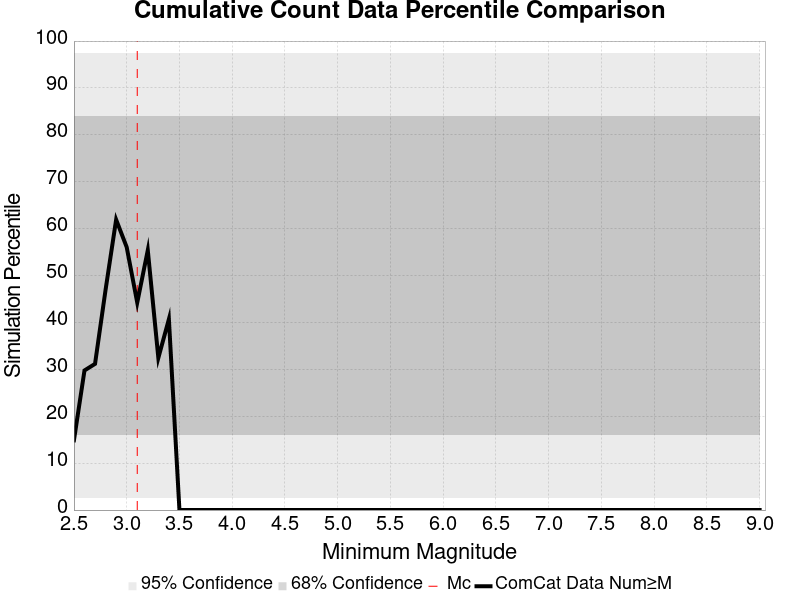 Cumulative Count Data Percentile Comparison
100
90
80
70
60
50
40
30
20
10
0
Simulation Percentile
2.5 3.0 3.5 4.0 4.5 5.0 5.5 6.0 6.5 7.0 7.5 8.0 8.5 9.0
Minimum Magnitude
95% Confidence 68% Confidence Mc ComCat Data Num≥M